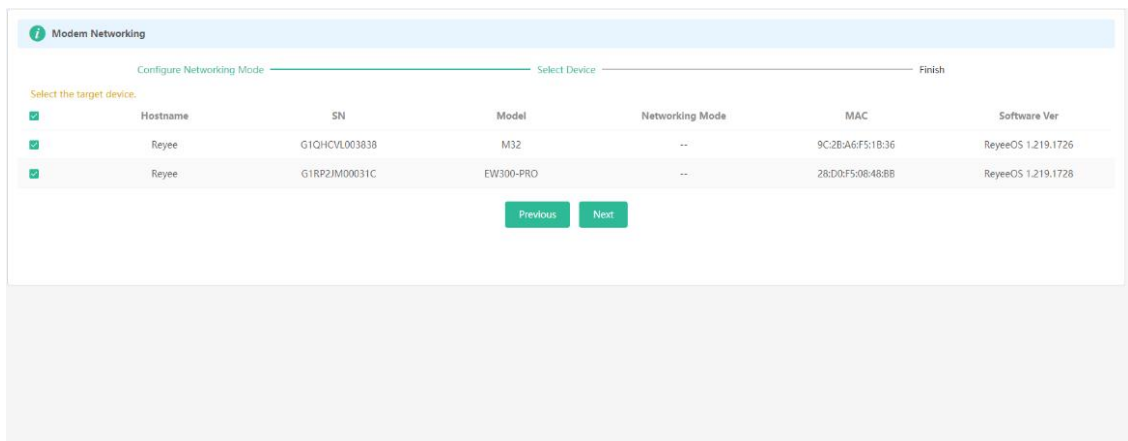 Modem Networking
Configure Networking Mode Select Device Finish
Select the target device.
Hostname SN Model Networking Mode MAC Software Ver
Reyee G1QHCVL003838 M32 -- 9C:2B:A6:F5:1B:36 ReyeeOS 1.219.1726
Reyee G1RP2JM00031C EW300-PRO -- 28:D0:F5:08:48:BB ReyeeOS 1.219.1728
Previous Next